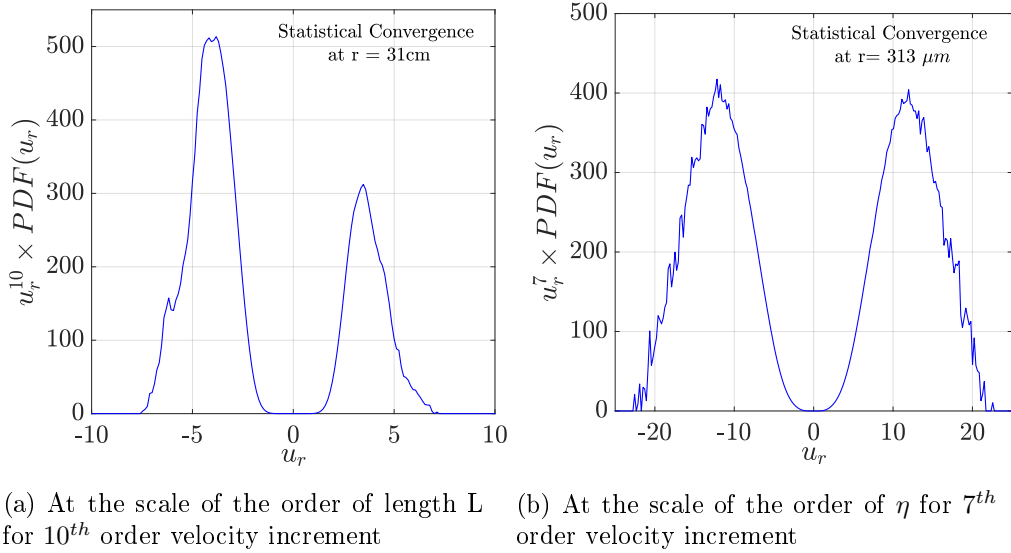 Statistical Convergence
at r = 31cm
500
400
300
200
100
0
-10 -5 0 5 10
u_r
u_r^{10} × PDF(u_r)
Statistical Convergence
at r= 313 μm
500
400
300
200
100
0
-20 -10 0 10 20
u_r
u_r^7 × PDF(u_r)
(a) At the scale of the order of length L
for 10^{th} order velocity increment
(b) At the scale of the order of η for 7^{th}
order velocity increment